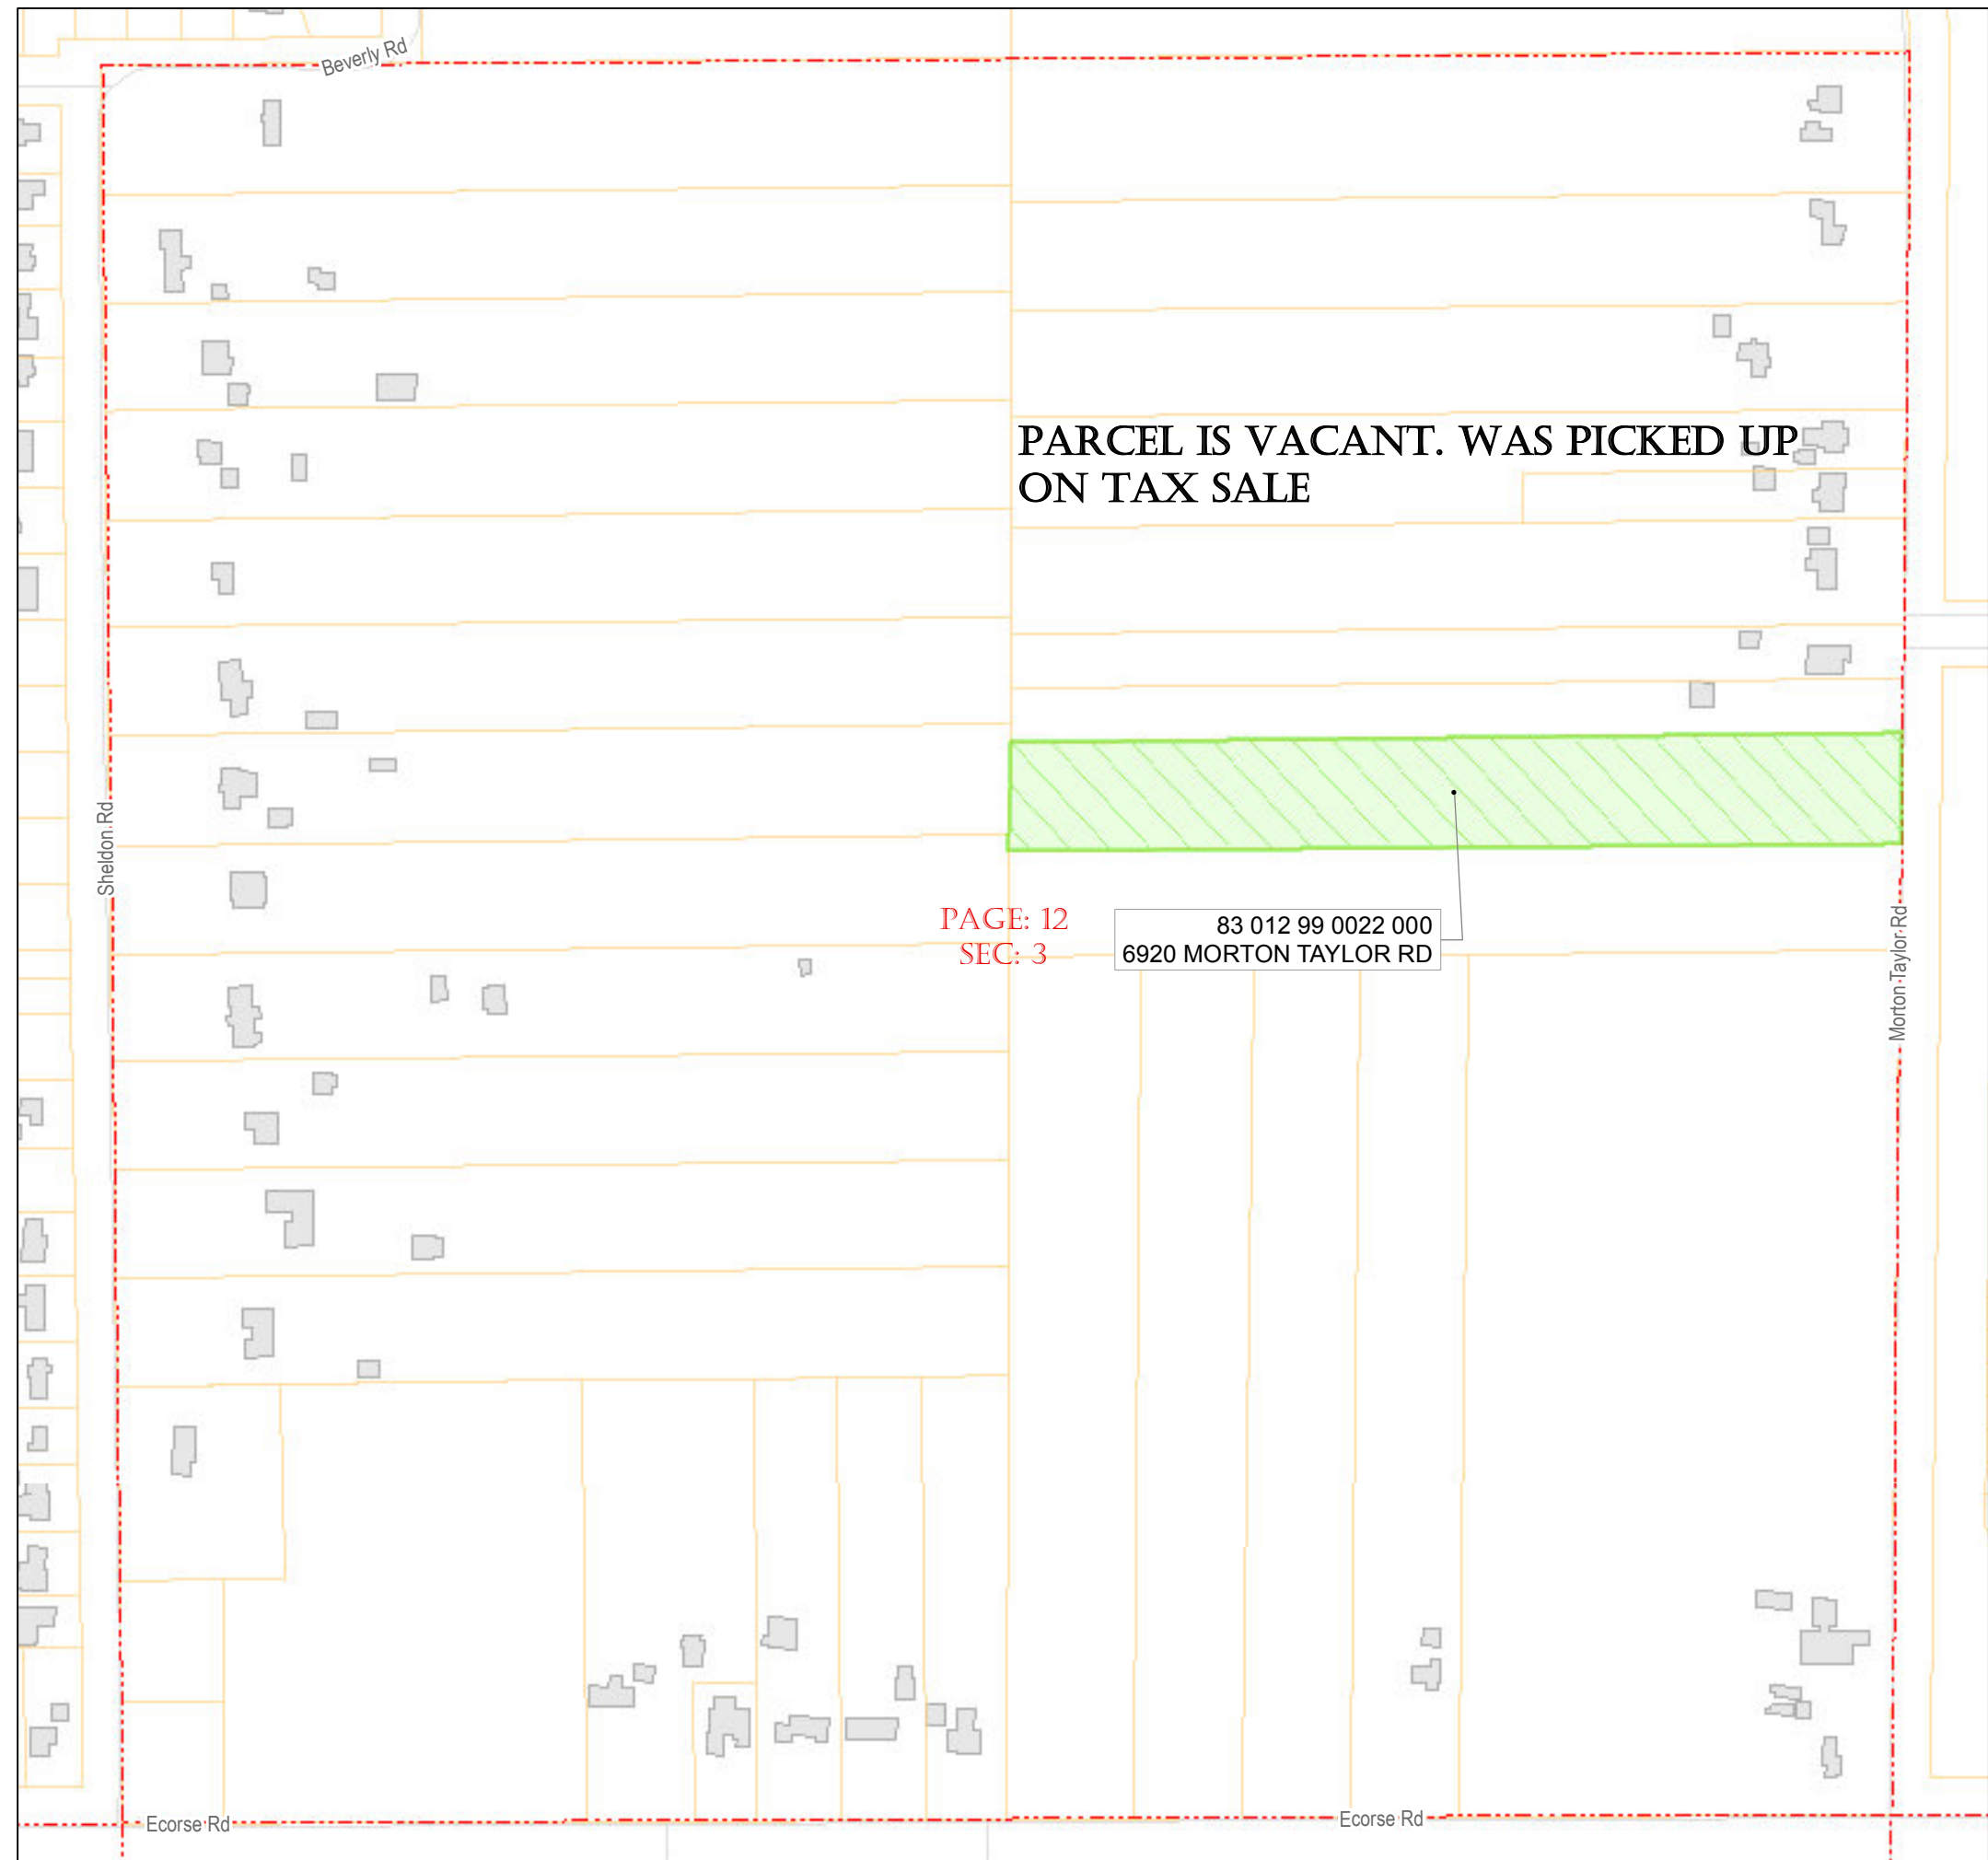 Beverly Rd
PARCEL IS VACANT. WAS PICKED UP
ON TAX SALE
Sheldon Rd
PAGE: 12
SEC: 3
83 012 99 0022 000
6920 MORTON TAYLOR RD
Morton Taylor Rd
Ecorse Rd
Ecorse Rd